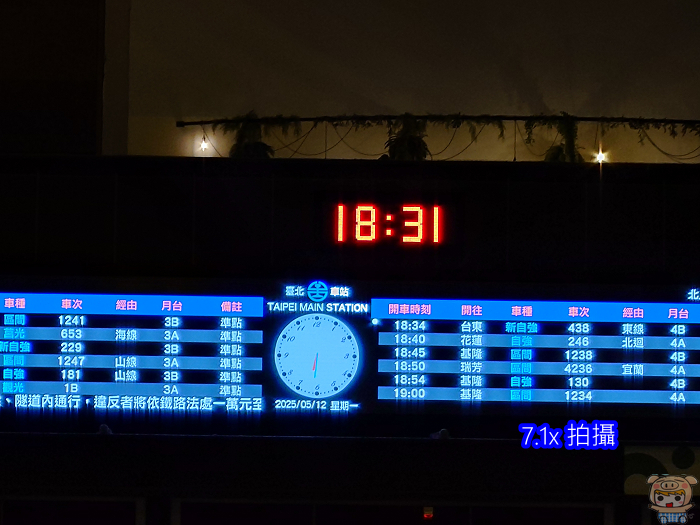 18:31
臺北 車站
TAIPEI MAIN STATION
12
2025/05/12 星期一
車種 車次 經由 月台 備註
區間 1241 3B 準點
莒光 653 海線 3A 準點
新自強 229 3B 準點
區間 1247 山線 3A 準點
自強 181 山線 3B 準點
觀光 1B 3A 準點
、隧道內通行，違反者將依鐵路法處一萬元至
北
開車時刻 開往 車種 車次 經由 月台
18:34 台東 新自強 438 東線 4B
18:40 花蓮 自強 246 北迴 4A
18:45 基隆 區間 1238 4B
18:50 瑞芳 區間 4236 宜蘭 4A
18:54 基隆 自強 130 4B
19:00 基隆 區間 1234 4A
7.1x 拍攝